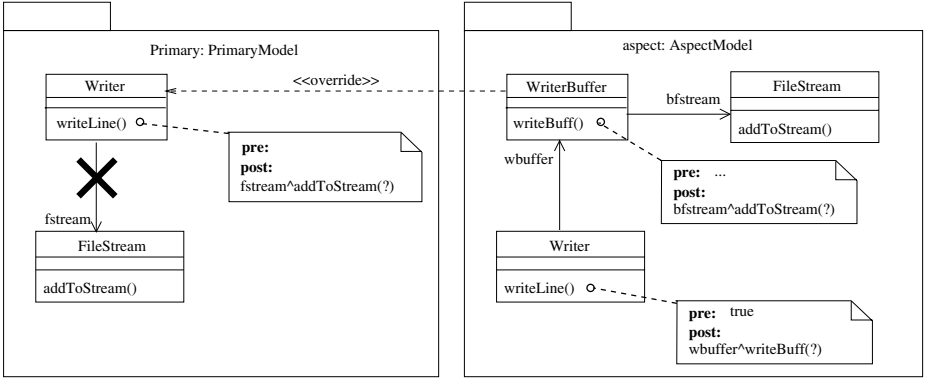 Primary: PrimaryModel
Writer
writeLine()
pre:
post:
fstream^addToStream(?)
fstream
FileStream
addToStream()
<<override>>
aspect: AspectModel
WriterBuffer
writeBuff()
bfstream
FileStream
addToStream()
pre: ...
post:
bfstream^addToStream(?)
wbuffer
Writer
writeLine()
pre: true
post:
wbuffer^writeBuff(?)